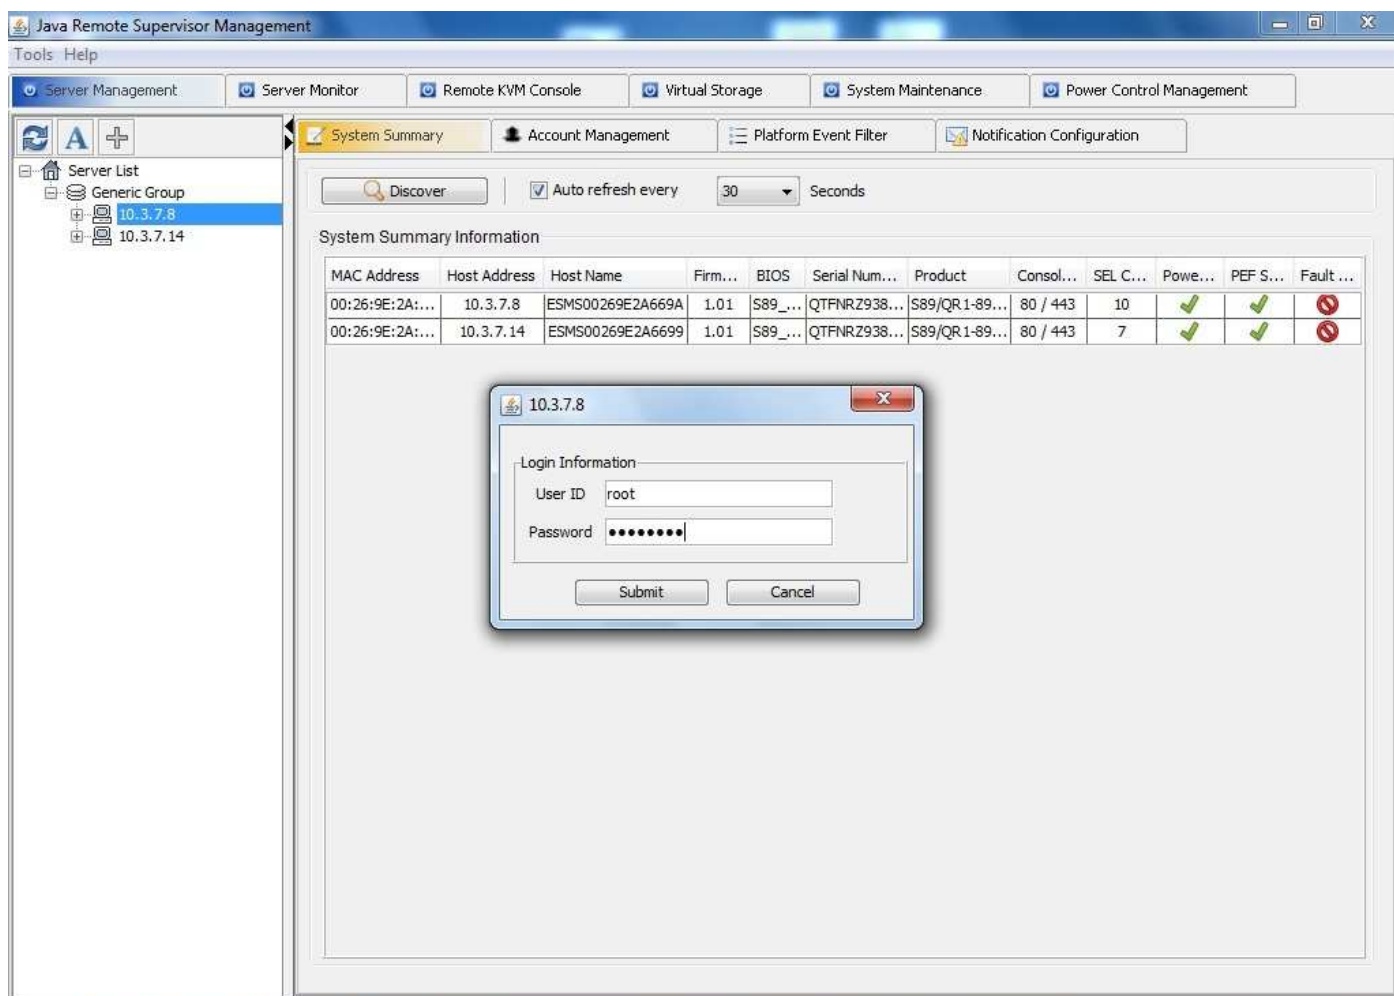 Java Remote Supervisor Management
Tools Help
Server Management Server Monitor Remote KVM Console Virtual Storage System Maintenance Power Control Management
A
System Summary Account Management Platform Event Filter Notification Configuration
Server List
Generic Group
10.3.7.8
10.3.7.14
Discover Auto refresh every 30 Seconds
System Summary Information
MAC Address Host Address Host Name Firm... BIOS Serial Num... Product Consol... SEL C... Powe... PEF S... Fault ...
00:26:9E:2A:... 10.3.7.8 ESMS00269E2A669A 1.01 S89_... QTFNRZ938... S89/QR1-89... 80 / 443 10
00:26:9E:2A:... 10.3.7.14 ESMS00269E2A6699 1.01 S89_... QTFNRZ938... S89/QR1-89... 80 / 443 7
10.3.7.8
Login Information
User ID root
Password ••••••••
Submit Cancel